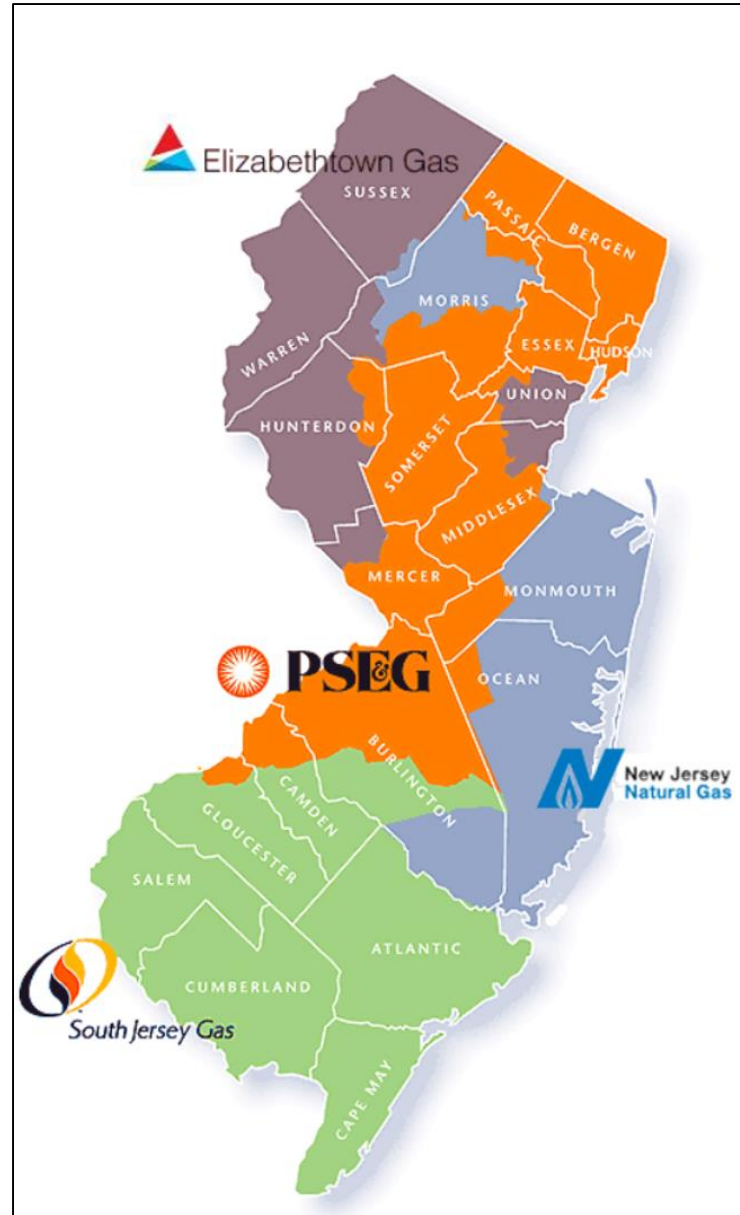 Elizabethtown Gas
SUSSEX
PASSAIC
BERGEN
MORRIS
ESSEX
HUDSON
WARREN
UNION
HUNTERDON
SOMERSET
MIDDLESEX
MERCER
MONMOUTH
PSE&G
OCEAN
BURLINGTON
New Jersey
Natural Gas
CAMDEN
GLOUCESTER
SALEM
ATLANTIC
CUMBERLAND
South Jersey Gas
CAPE MAY